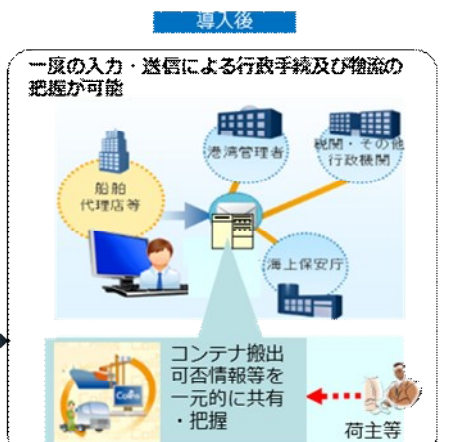 導入後
一度の入力・送信による行政手続及び物流の
把握が可能
港湾管理者
税関・その他
行政機関
船舶
代理店等
海上保安庁
コンテナ搬出
可否情報等を
一元的に共有
・把握
Colins
荷主等